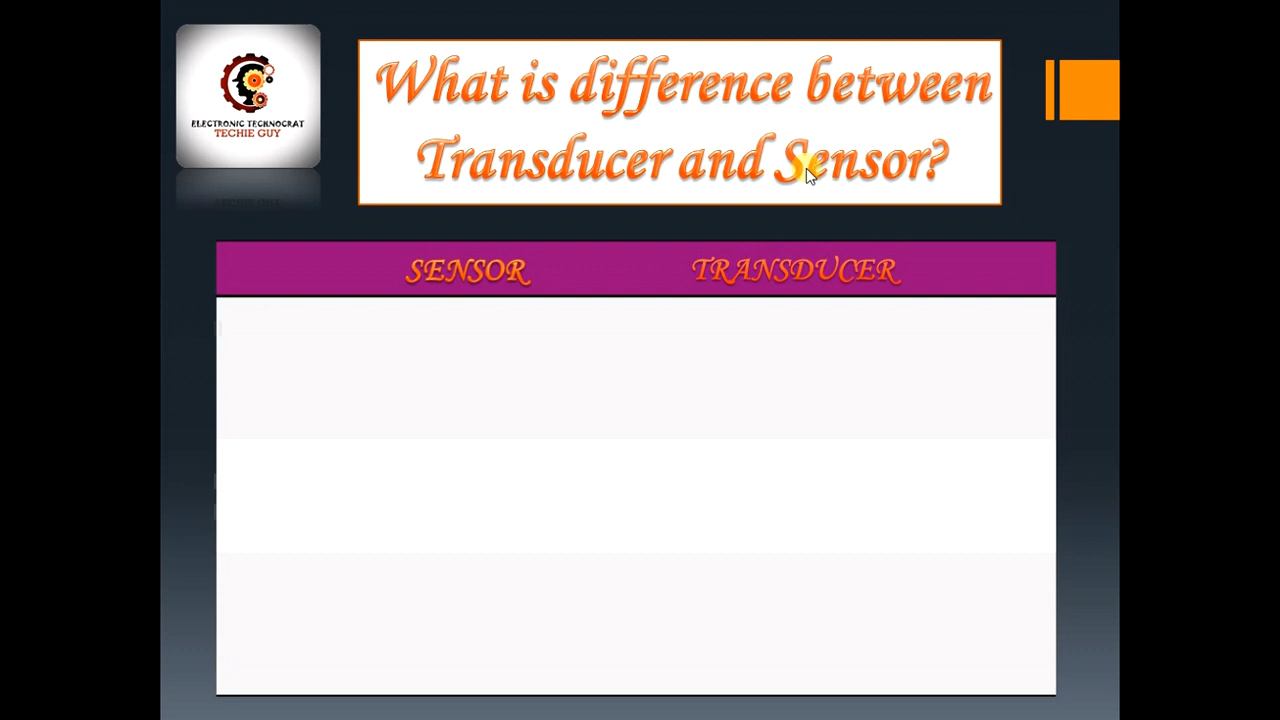 ELECTRONIC TECHNOCRAT
TECHIE GUY
What is difference between
Transducer and Sensor?
SENSOR TRANSDUCER